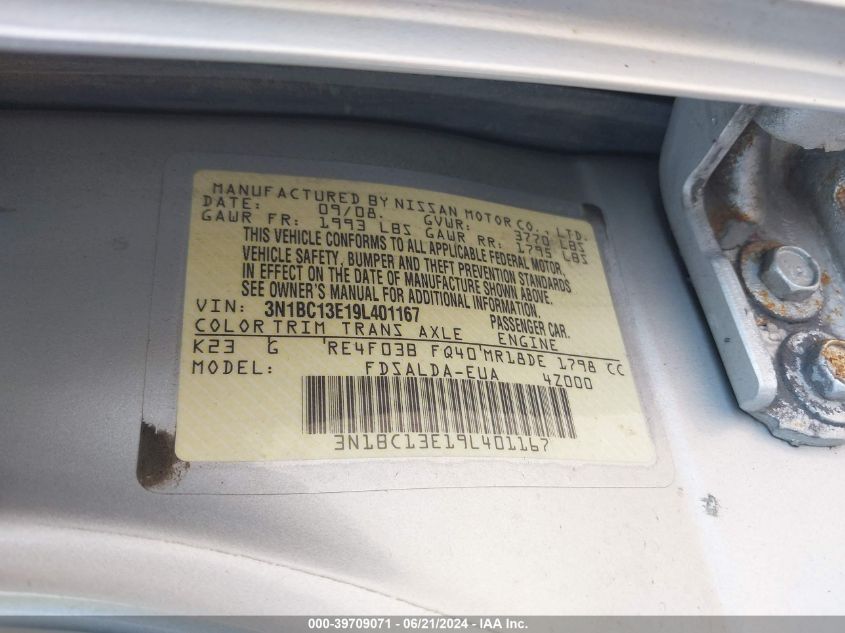 MANUFACTURED BY NISSAN MOTOR CO., LTD.
DATE: 09/08. GVWR: 3770 LBS
GAWR FR: 1993 LBS GAWR RR: 1795 LBS
THIS VEHICLE CONFORMS TO ALL APPLICABLE FEDERAL MOTOR
VEHICLE SAFETY, BUMPER AND THEFT PREVENTION STANDARDS
IN EFFECT ON THE DATE OF MANUFACTURE SHOWN ABOVE.
SEE OWNER'S MANUAL FOR ADDITIONAL INFORMATION.
VIN: 3N1BC13E19L401167 PASSENGER CAR.
COLOR TRIM TRANS AXLE ENGINE
K23 G RE4F03B FQ40 MR18DE 1798 CC
MODEL: FDSALDA-EUA 4Z000
3N1BC13E19L401167
000-39709071 - 06/21/2024 - IAA Inc.